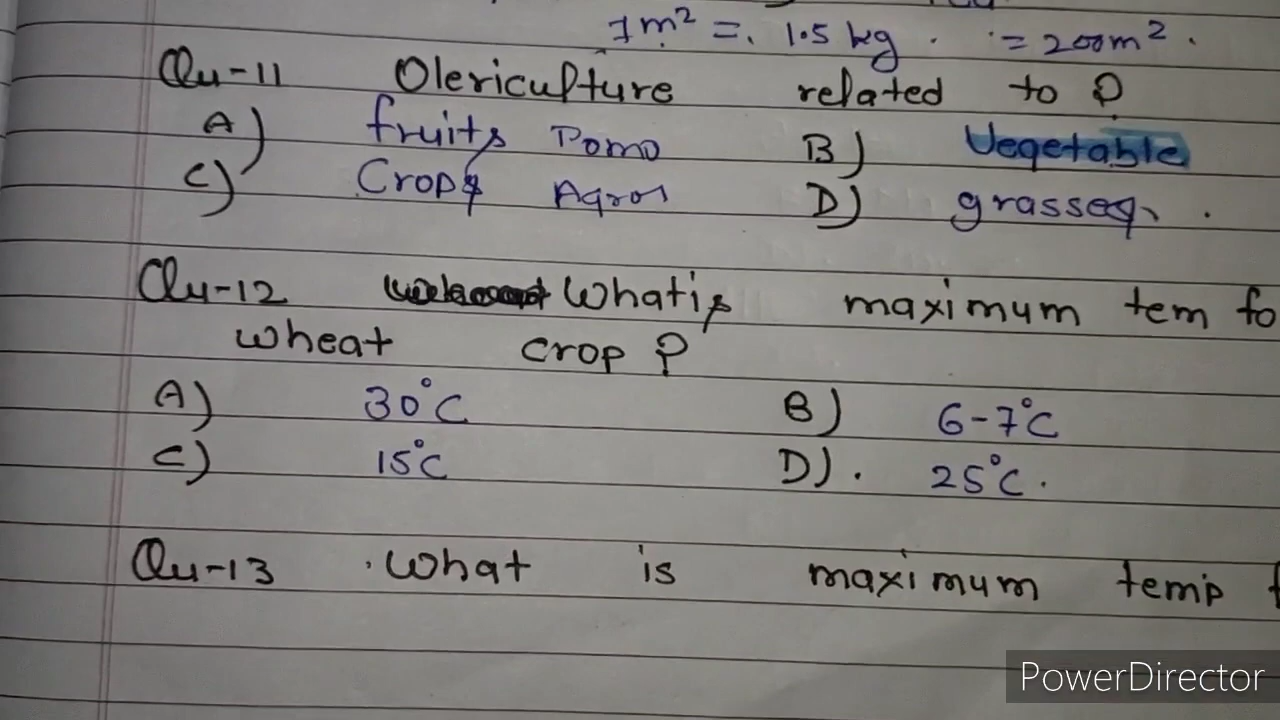 1m² =. 1.5 kg . = 200m² .
Qu-11 Olericulture related to ?
A) fruits Pomo B) Vegetable
C) Crops Agros D) grasses .
Qu-12 What is maximum tem fo
wheat crop ?
A) 30°C B) 6-7°C
C) 15°C D). 25°C.
Qu-13 .What is maximum temp f
PowerDirector